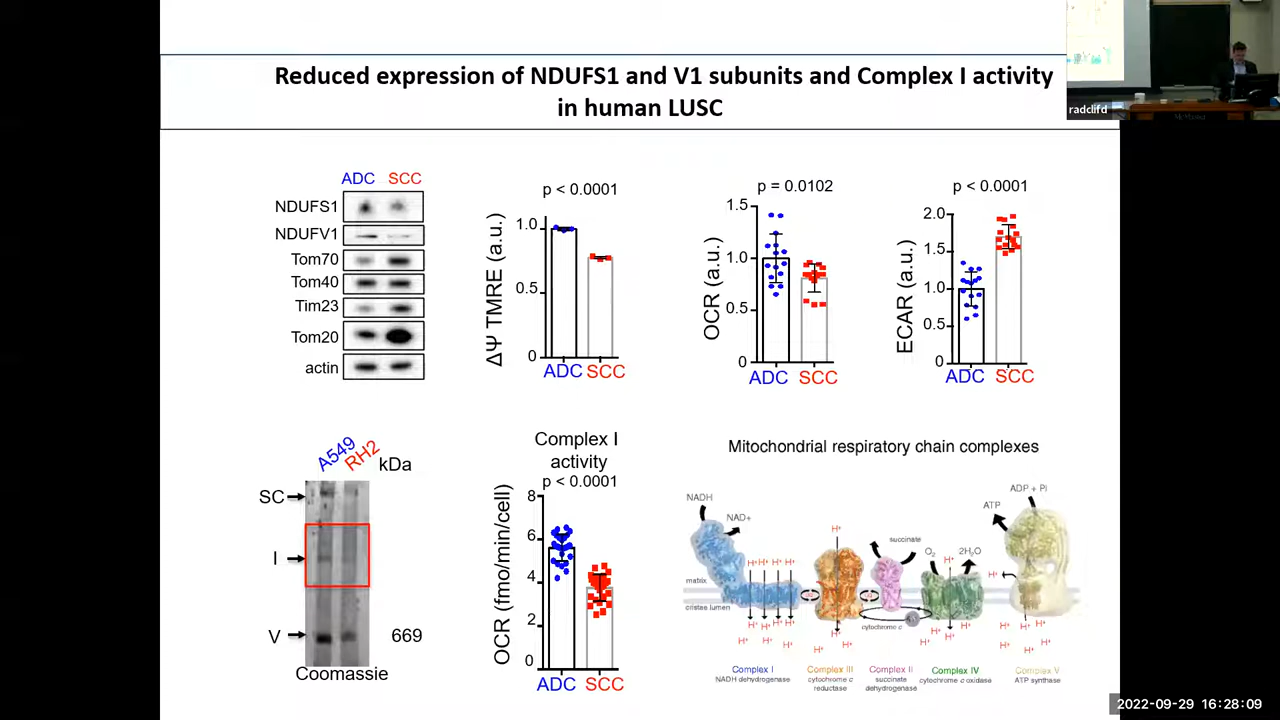 Reduced expression of NDUFS1 and V1 subunits and Complex I activity
in human LUSC
radclifd
ADC SCC
NDUFS1
NDUFV1
Tom70
Tom40
Tim23
Tom20
actin
p < 0.0001
ΔΨ TMRE (a.u.)
1.0
0.5
0
ADC SCC
p = 0.0102
OCR (a.u.)
1.5
1.0
0.5
0
ADC SCC
p < 0.0001
ECAR (a.u.)
2.0
1.5
1.0
0.5
0
ADC SCC
A549 RH2 kDa
SC
I
V
669
Coomassie
Complex I
activity
p < 0.0001
OCR (fmo/min/cell)
8
6
4
2
0
ADC SCC
Mitochondrial respiratory chain complexes
NADH
NAD+
matrix
cristae lumen
H+ H+ H+ H+
H+ H+ H+ H+
H+ H+ H+
H+
H+ H+
H+
succinate
cytochrome c
O2
2H2O
H+
H+ H+ H+
H+
ATP
ADP + Pi
H+
H+ H+ H+
H+ H+
Complex I
NADH dehydrogenase
Complex III
cytochrome c
reductase
Complex II
succinate
dehydrogenase
Complex IV
cytochrome c oxidase
Complex V
ATP synthase
2022-09-29 16:28:09